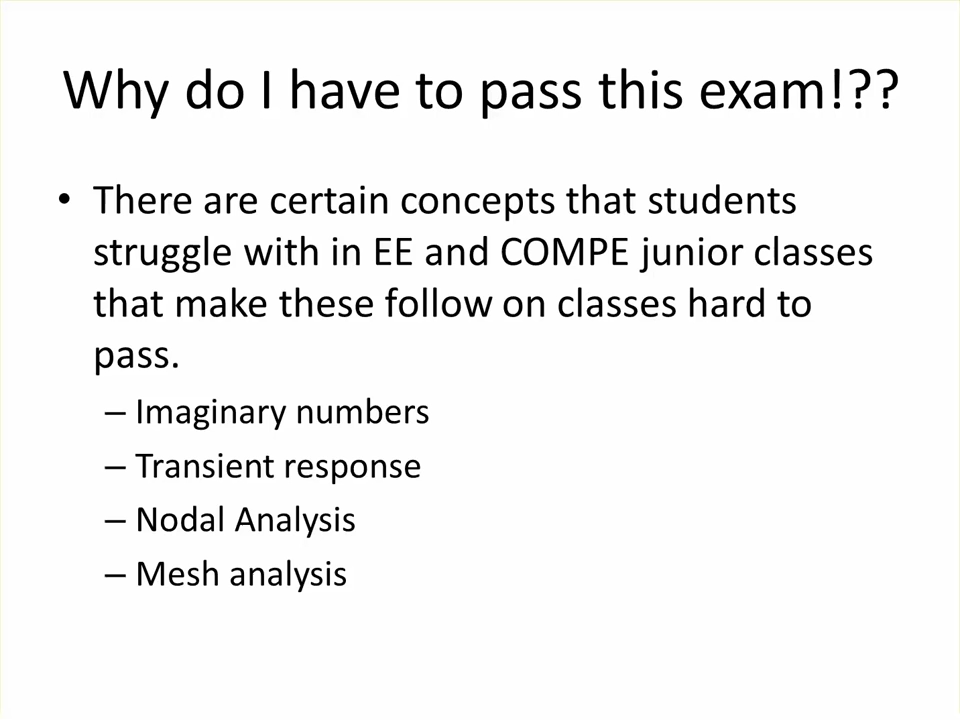 Why do I have to pass this exam!??
• There are certain concepts that students
struggle with in EE and COMPE junior classes
that make these follow on classes hard to
pass.
– Imaginary numbers
– Transient response
– Nodal Analysis
– Mesh analysis